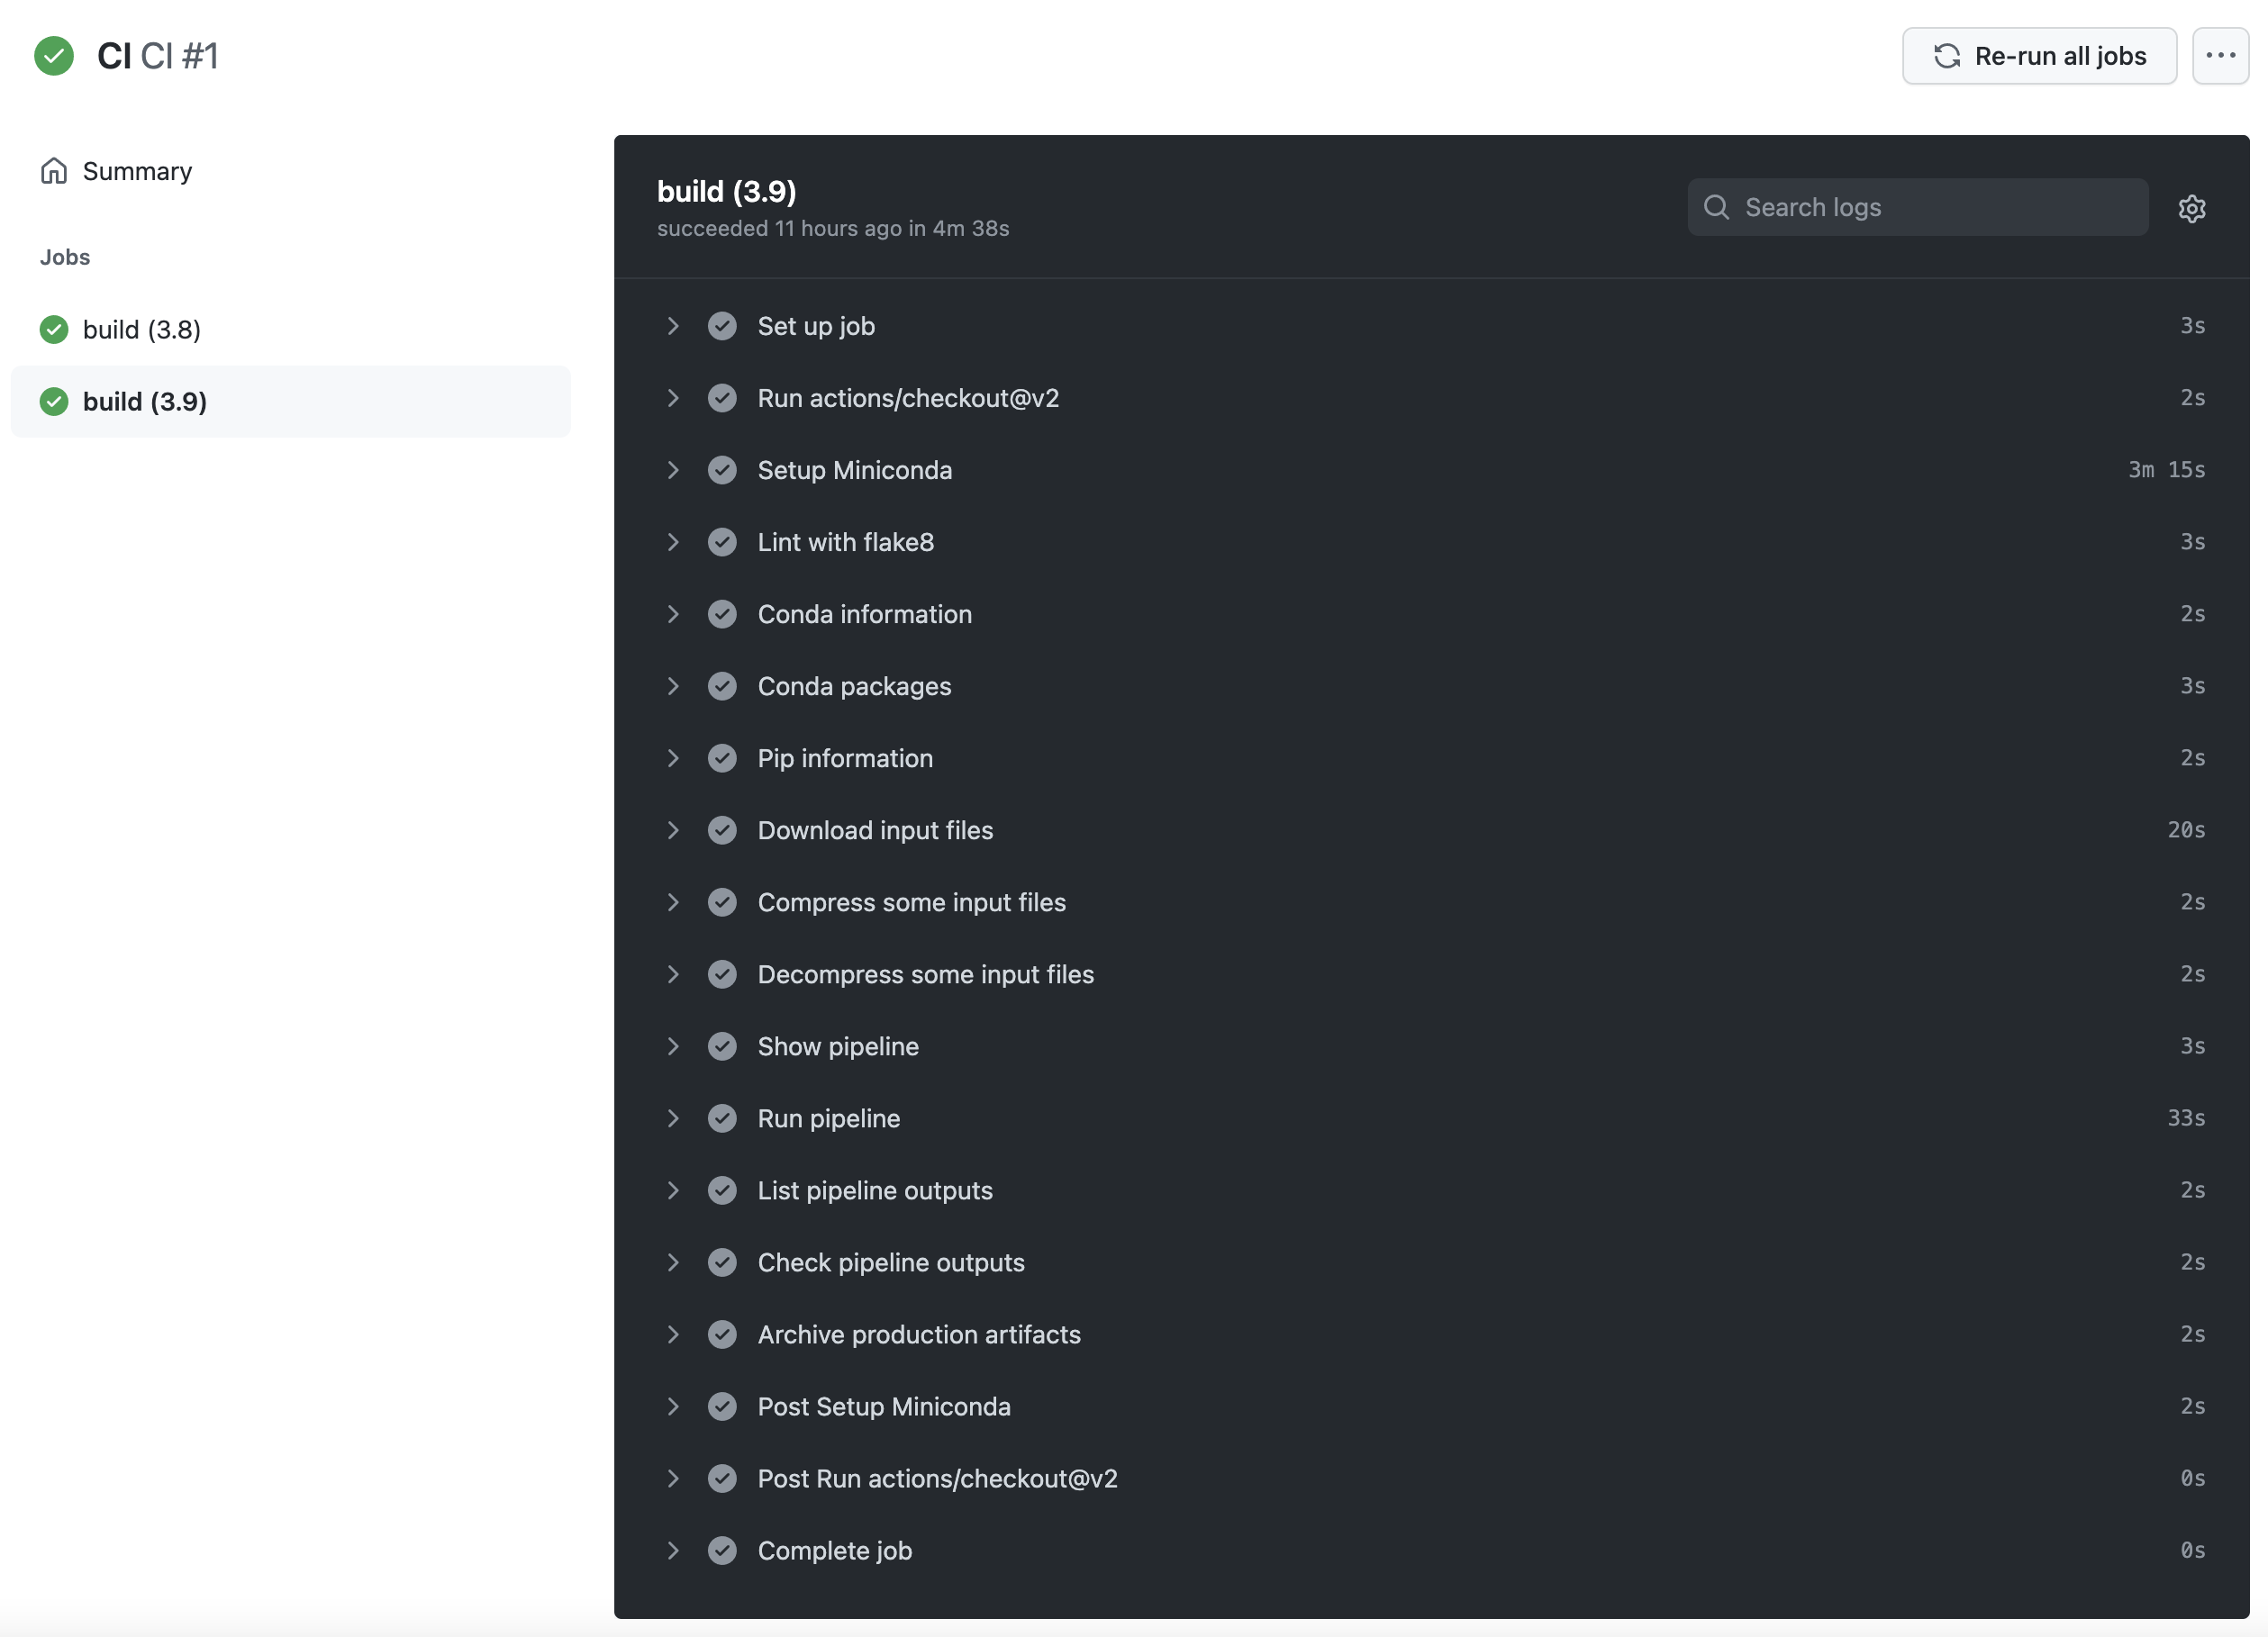 CI CI #1
Re-run all jobs
Summary
Jobs
build (3.8)
build (3.9)
build (3.9)
succeeded 11 hours ago in 4m 38s
Search logs
Set up job 3s
Run actions/checkout@v2 2s
Setup Miniconda 3m 15s
Lint with flake8 3s
Conda information 2s
Conda packages 3s
Pip information 2s
Download input files 20s
Compress some input files 2s
Decompress some input files 2s
Show pipeline 3s
Run pipeline 33s
List pipeline outputs 2s
Check pipeline outputs 2s
Archive production artifacts 2s
Post Setup Miniconda 2s
Post Run actions/checkout@v2 0s
Complete job 0s